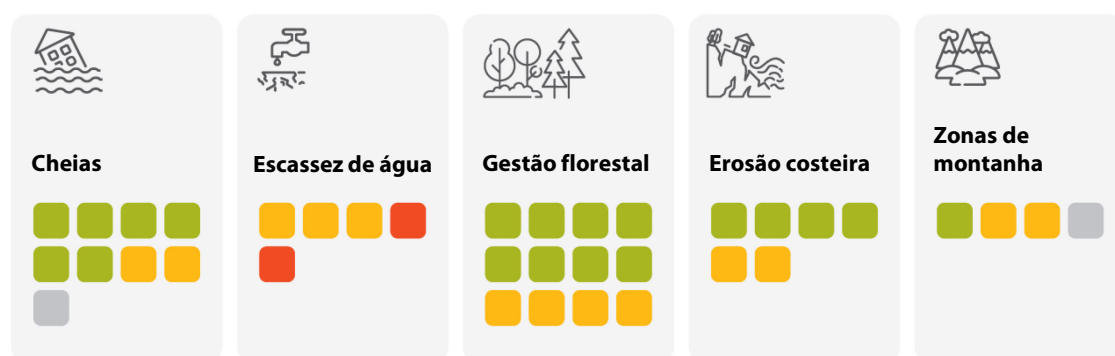 Cheias
Escassez de água
Gestão florestal
Erosão costeira
Zonas de
montanha